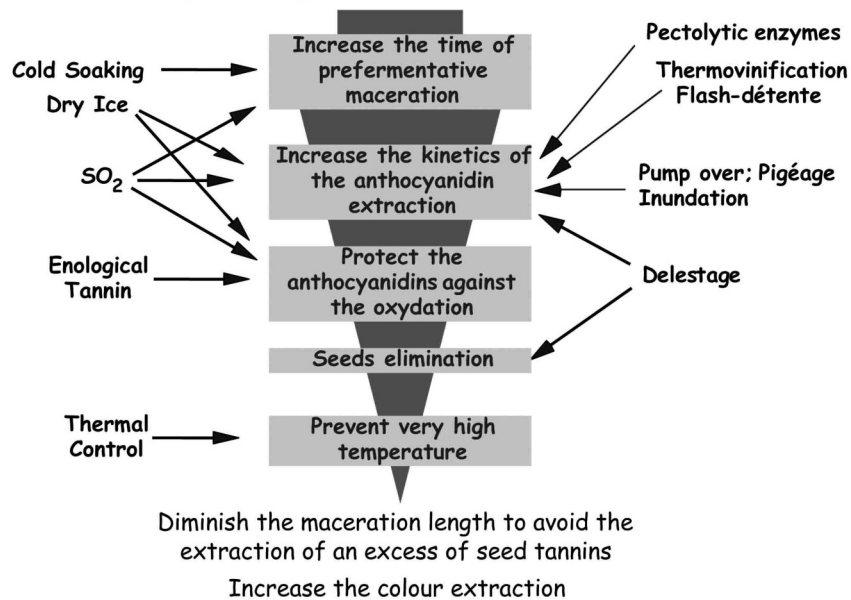 Increase the time of
prefermentative
maceration
Pectolytic enzymes
Cold Soaking
Thermovinification
Flash-détente
Dry Ice
Increase the kinetics of
the anthocyanidin
extraction
SO2
Pump over; Pigéage
Inundation
Protect the
anthocyanidins against
the oxydation
Enological
Tannin
Delestage
Seeds elimination
Thermal
Control
Prevent very high
temperature
Diminish the maceration length to avoid the
extraction of an excess of seed tannins
Increase the colour extraction